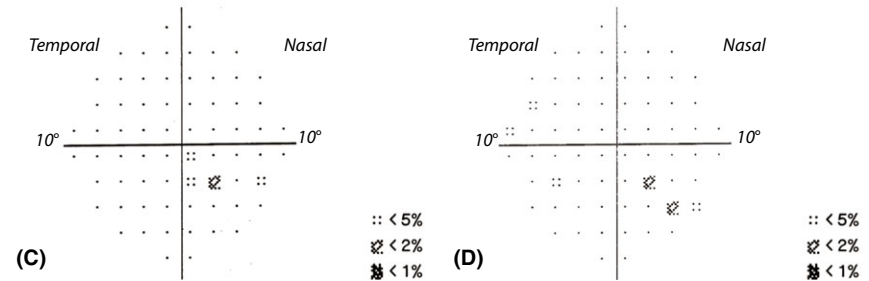 Temporal
Nasal
10°
10°
< 5%
< 2%
< 1%
(C)
Temporal
Nasal
10°
10°
< 5%
< 2%
< 1%
(D)